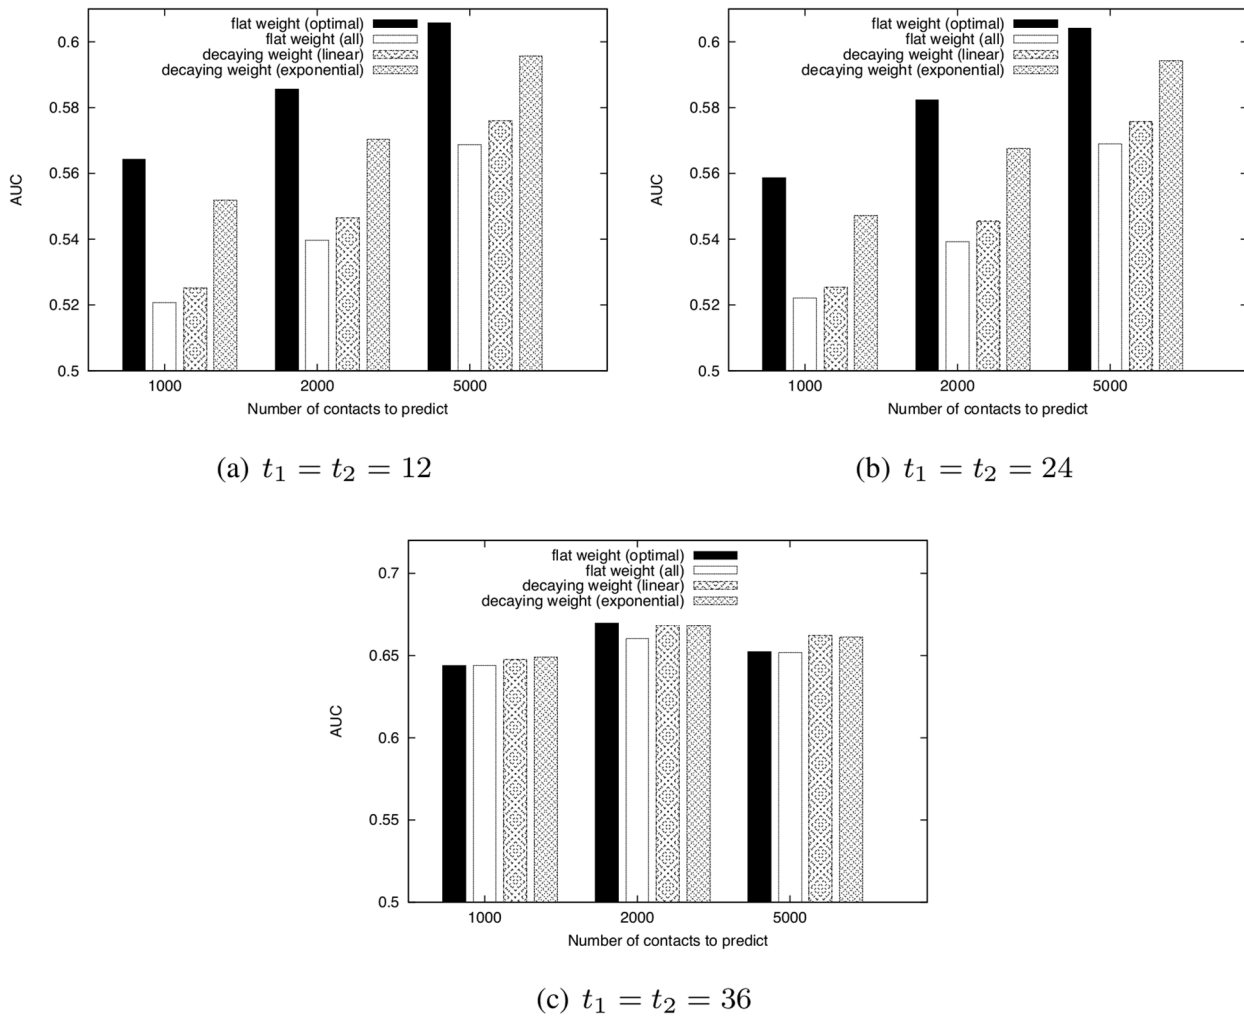 flat weight (optimal)
flat weight (all)
decaying weight (linear)
decaying weight (exponential)
0.6
0.58
0.56
0.54
0.52
0.5
AUC
1000 2000 5000
Number of contacts to predict
(a) t1 = t2 = 12
flat weight (optimal)
flat weight (all)
decaying weight (linear)
decaying weight (exponential)
0.6
0.58
0.56
0.54
0.52
0.5
AUC
1000 2000 5000
Number of contacts to predict
(b) t1 = t2 = 24
flat weight (optimal)
flat weight (all)
decaying weight (linear)
decaying weight (exponential)
0.7
0.65
0.6
0.55
0.5
AUC
1000 2000 5000
Number of contacts to predict
(c) t1 = t2 = 36